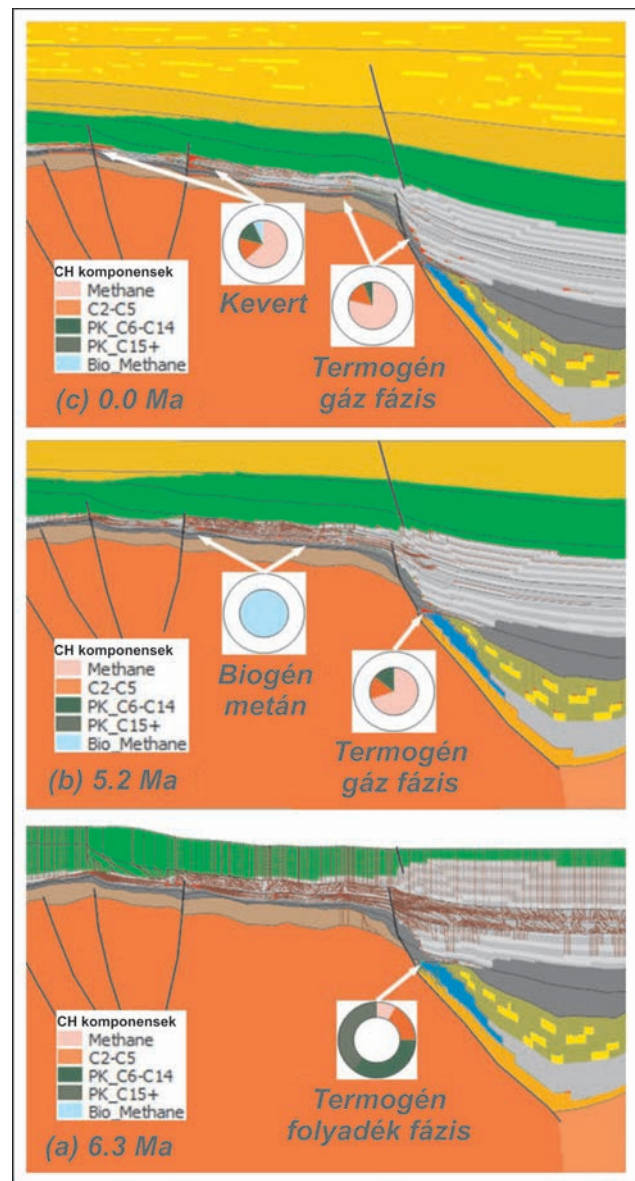 CH komponensek
Methane
C2-C5
PK_C6-C14
PK_C15+
Bio_Methane
Kevert
Termogén
gáz fázis
(c) 0.0 Ma
CH komponensek
Methane
C2-C5
PK_C6-C14
PK_C15+
Bio_Methane
Biogén
metán
Termogén
gáz fázis
(b) 5.2 Ma
CH komponensek
Methane
C2-C5
PK_C6-C14
PK_C15+
Bio_Methane
Termogén
folyadék fázis
(a) 6.3 Ma